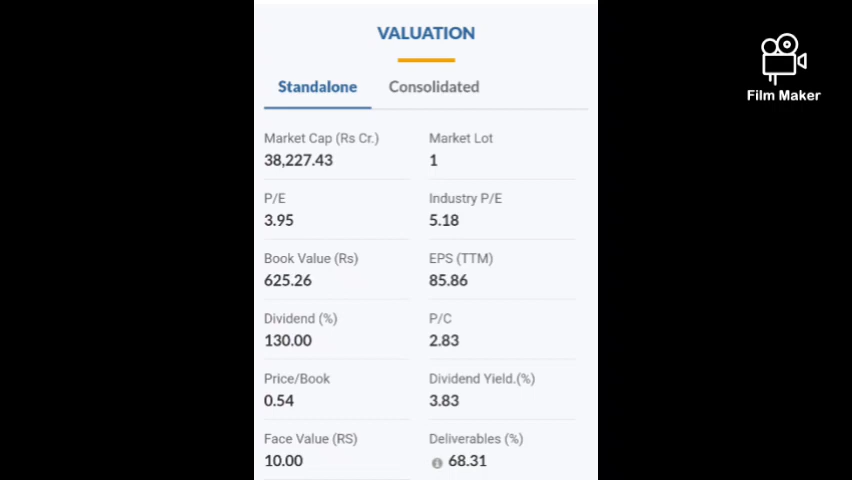 VALUATION
Standalone Consolidated
Market Cap (Rs Cr.) Market Lot
38,227.43 1
P/E Industry P/E
3.95 5.18
Book Value (Rs) EPS (TTM)
625.26 85.86
Dividend (%) P/C
130.00 2.83
Price/Book Dividend Yield.(%)
0.54 3.83
Face Value (RS) Deliverables (%)
10.00 68.31
Film Maker